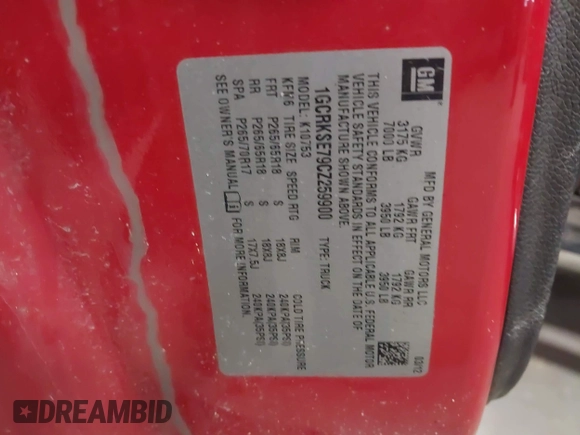 GM
MFD BY GENERAL MOTORS LLC
GVWR GAWR FRT GAWR RR
3175 KG 1792 KG 1792 KG
7000 LB 3950 LB 3950 LB
03/12
THIS VEHICLE CONFORMS TO ALL APPLICABLE U.S. FEDERAL MOTOR
VEHICLE SAFETY STANDARDS IN EFFECT ON THE DATE OF
MANUFACTURE SHOWN ABOVE.
1GCRKSE79CZ259900 TYPE: TRUCK
MODEL: K10753
KFM6 TIRE SIZE SPEED RTG RIM COLD TIRE PRESSURE
FRT P265/65R18 S 18X8J 240KPA(35PSI)
RR P265/65R18 S 18X8J 240KPA(35PSI)
SPA P265/70R17 S 17X7.5J 240KPA(35PSI)
SEE OWNER'S MANUAL FOR MORE INFORMATION.
DREAMBID